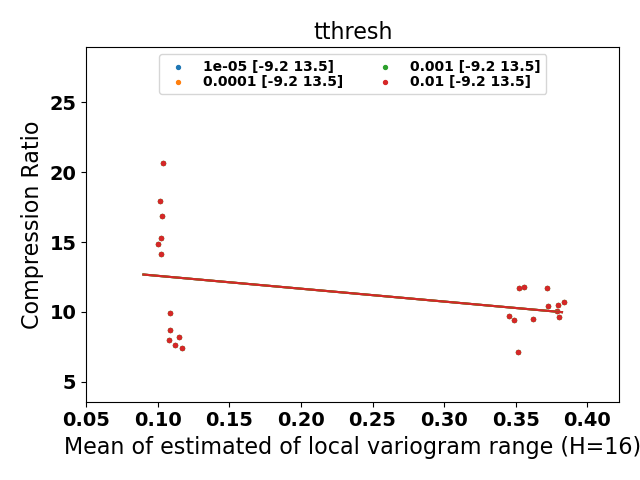 tthresh
1e-05 [-9.2 13.5]
0.0001 [-9.2 13.5]
0.001 [-9.2 13.5]
0.01 [-9.2 13.5]
Compression Ratio
25
20
15
10
5
0.05 0.10 0.15 0.20 0.25 0.30 0.35 0.40
Mean of estimated of local variogram range (H=16)